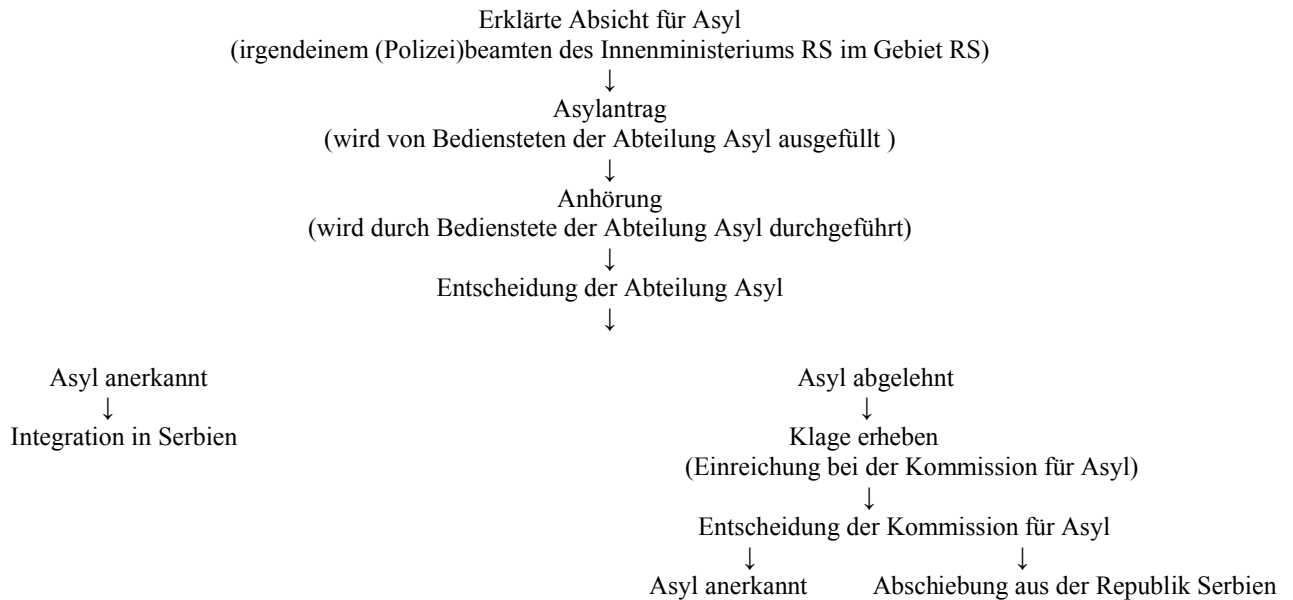 Erklärte Absicht für Asyl
(irgendeinem (Polizei)beamten des Innenministeriums RS im Gebiet RS)
↓
Asylantrag
(wird von Bediensteten der Abteilung Asyl ausgefüllt )
↓
Anhörung
(wird durch Bedienstete der Abteilung Asyl durchgeführt)
↓
Entscheidung der Abteilung Asyl
↓
Asyl anerkannt
↓
Integration in Serbien
Asyl abgelehnt
↓
Klage erheben
(Einreichung bei der Kommission für Asyl)
↓
Entscheidung der Kommission für Asyl
↓ ↓
Asyl anerkannt Abschiebung aus der Republik Serbien